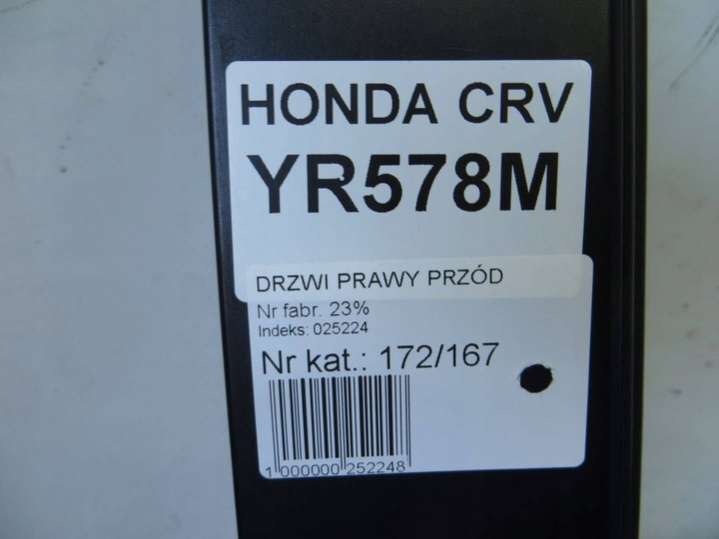 HONDA CRV
YR578M
DRZWI PRAWY PRZÓD
Nr fabr. 23%
Indeks: 025224
Nr kat.: 172/167
1 000000 252248